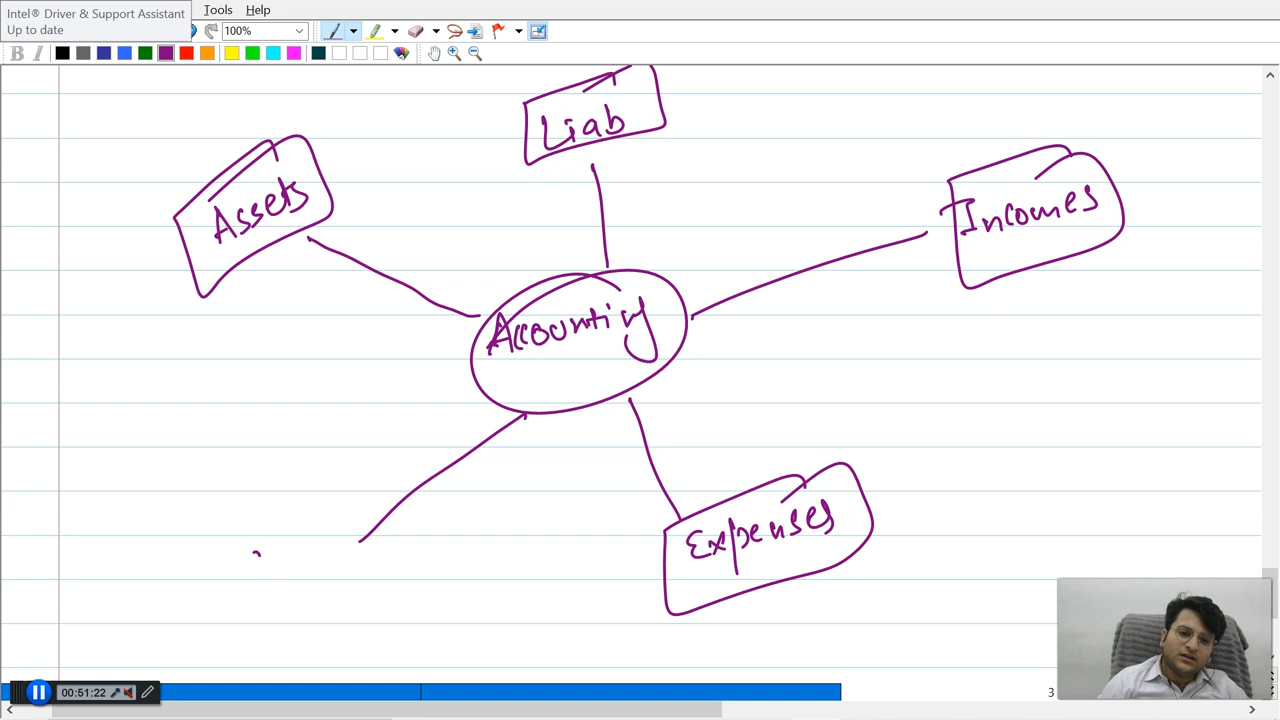 Intel® Driver & Support Assistant
Up to date
Tools Help
100%
B I
Liab
Assets
Incomes
Accounting
Expenses
00:51:22
3